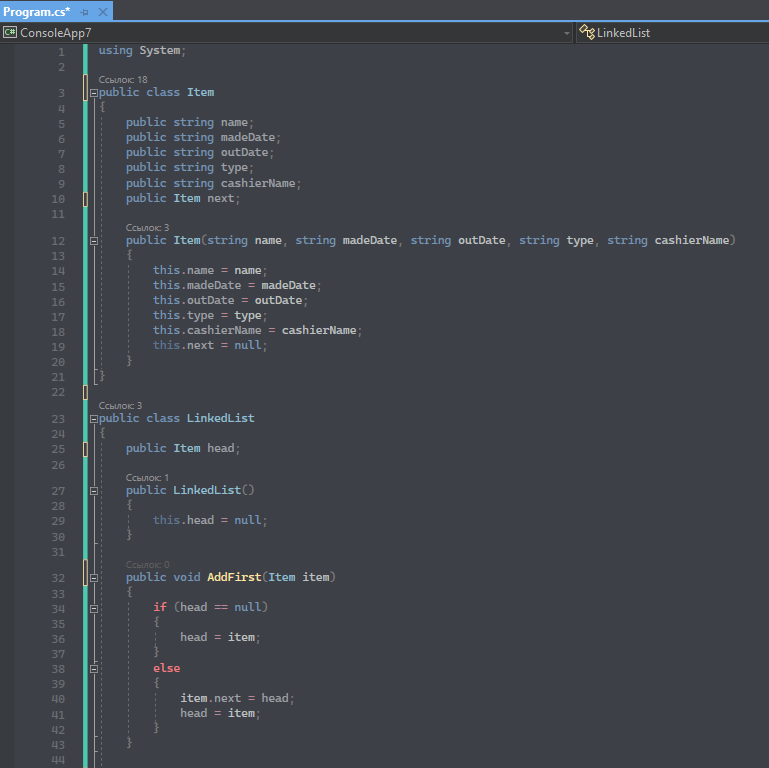 Program.cs*
ConsoleApp7 LinkedList
1 using System;
2
Ссылок: 18
3 public class Item
4 {
5 public string name;
6 public string madeDate;
7 public string outDate;
8 public string type;
9 public string cashierName;
10 public Item next;
11
Ссылок: 3
12 public Item(string name, string madeDate, string outDate, string type, string cashierName)
13 {
14 this.name = name;
15 this.madeDate = madeDate;
16 this.outDate = outDate;
17 this.type = type;
18 this.cashierName = cashierName;
19 this.next = null;
20 }
21 }
22
Ссылок: 3
23 public class LinkedList
24 {
25 public Item head;
26
Ссылок: 1
27 public LinkedList()
28 {
29 this.head = null;
30 }
31
Ссылок: 0
32 public void AddFirst(Item item)
33 {
34 if (head == null)
35 {
36 head = item;
37 }
38 else
39 {
40 item.next = head;
41 head = item;
42 }
43 }
44